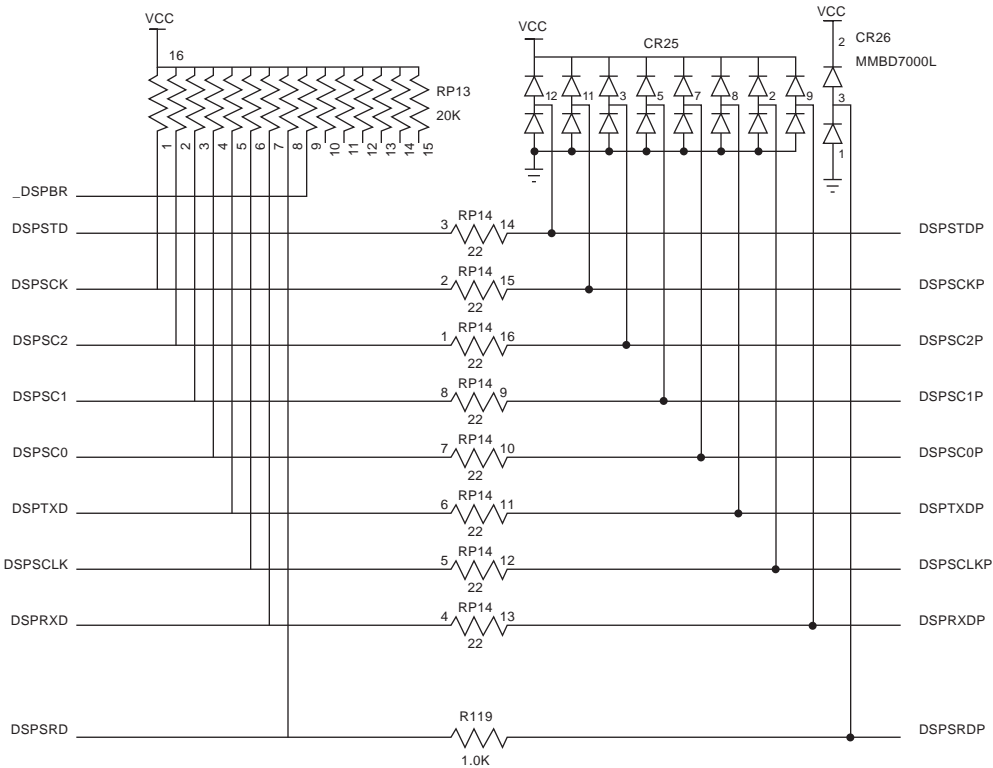 VCC
16
RP13
20K
1 2 3 4 5 6 7 8 9 10 11 12 13 14 15
VCC
CR25
12 11 3 5 7 8 2 9
VCC
2
CR26
MMBD7000L
3
1
_DSPBR
DSPSTD 3 RP14 14 DSPSTDP
22
DSPSCK 2 RP14 15 DSPSCKP
22
DSPSC2 1 RP14 16 DSPSC2P
22
DSPSC1 8 RP14 9 DSPSC1P
22
DSPSC0 7 RP14 10 DSPSC0P
22
DSPTXD 6 RP14 11 DSPTXDP
22
DSPSCLK 5 RP14 12 DSPSCLKP
22
DSPRXD 4 RP14 13 DSPRXDP
22
DSPSRD R119 DSPSRDP
1.0K